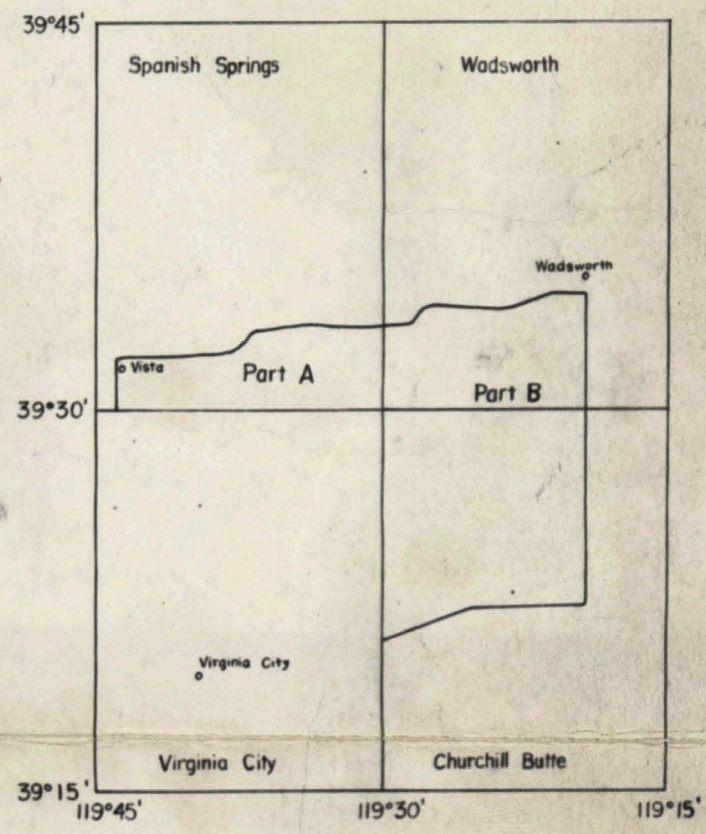 39°45'
Spanish Springs
Wadsworth
Wadsworth
Vista
Part A
Part B
39°30'
Virginia City
Virginia City
Churchill Butte
39°15'
119°45'
119°30'
119°15'